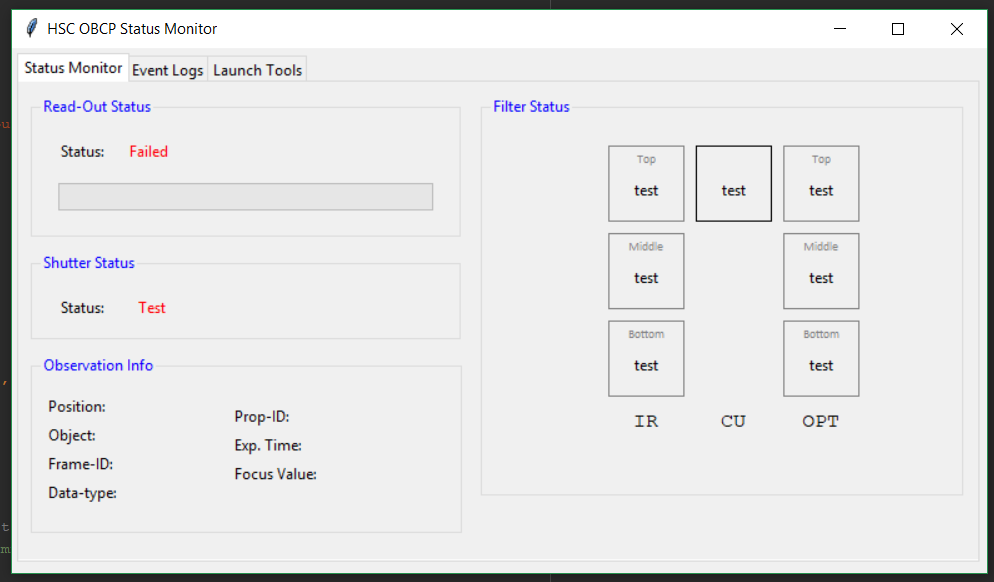 HSC OBCP Status Monitor
Status Monitor Event Logs Launch Tools
Read-Out Status
Status: Failed
Shutter Status
Status: Test
Observation Info
Position:
Object:
Frame-ID:
Data-type:
Prop-ID:
Exp. Time:
Focus Value:
Filter Status
Top Top
test test test
Middle Middle
test test
Bottom Bottom
test test
IR CU OPT